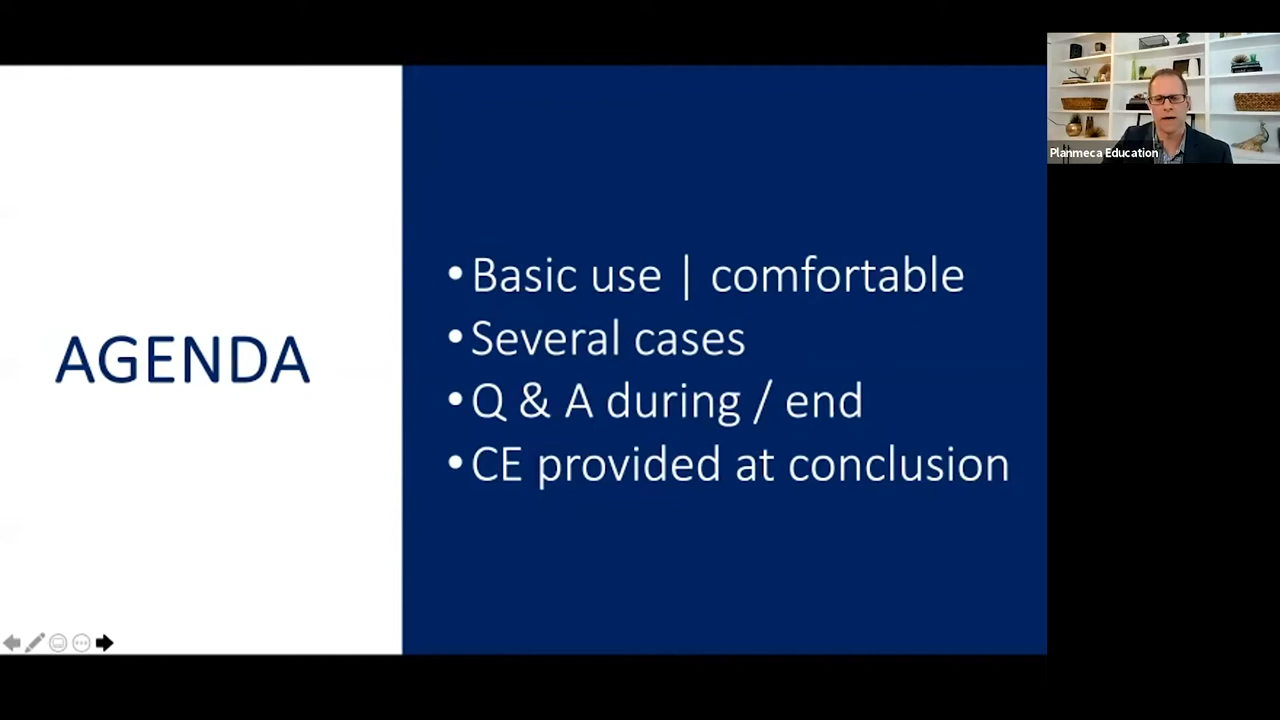 AGENDA
•Basic use | comfortable
•Several cases
•Q & A during / end
•CE provided at conclusion
Planmeca Education